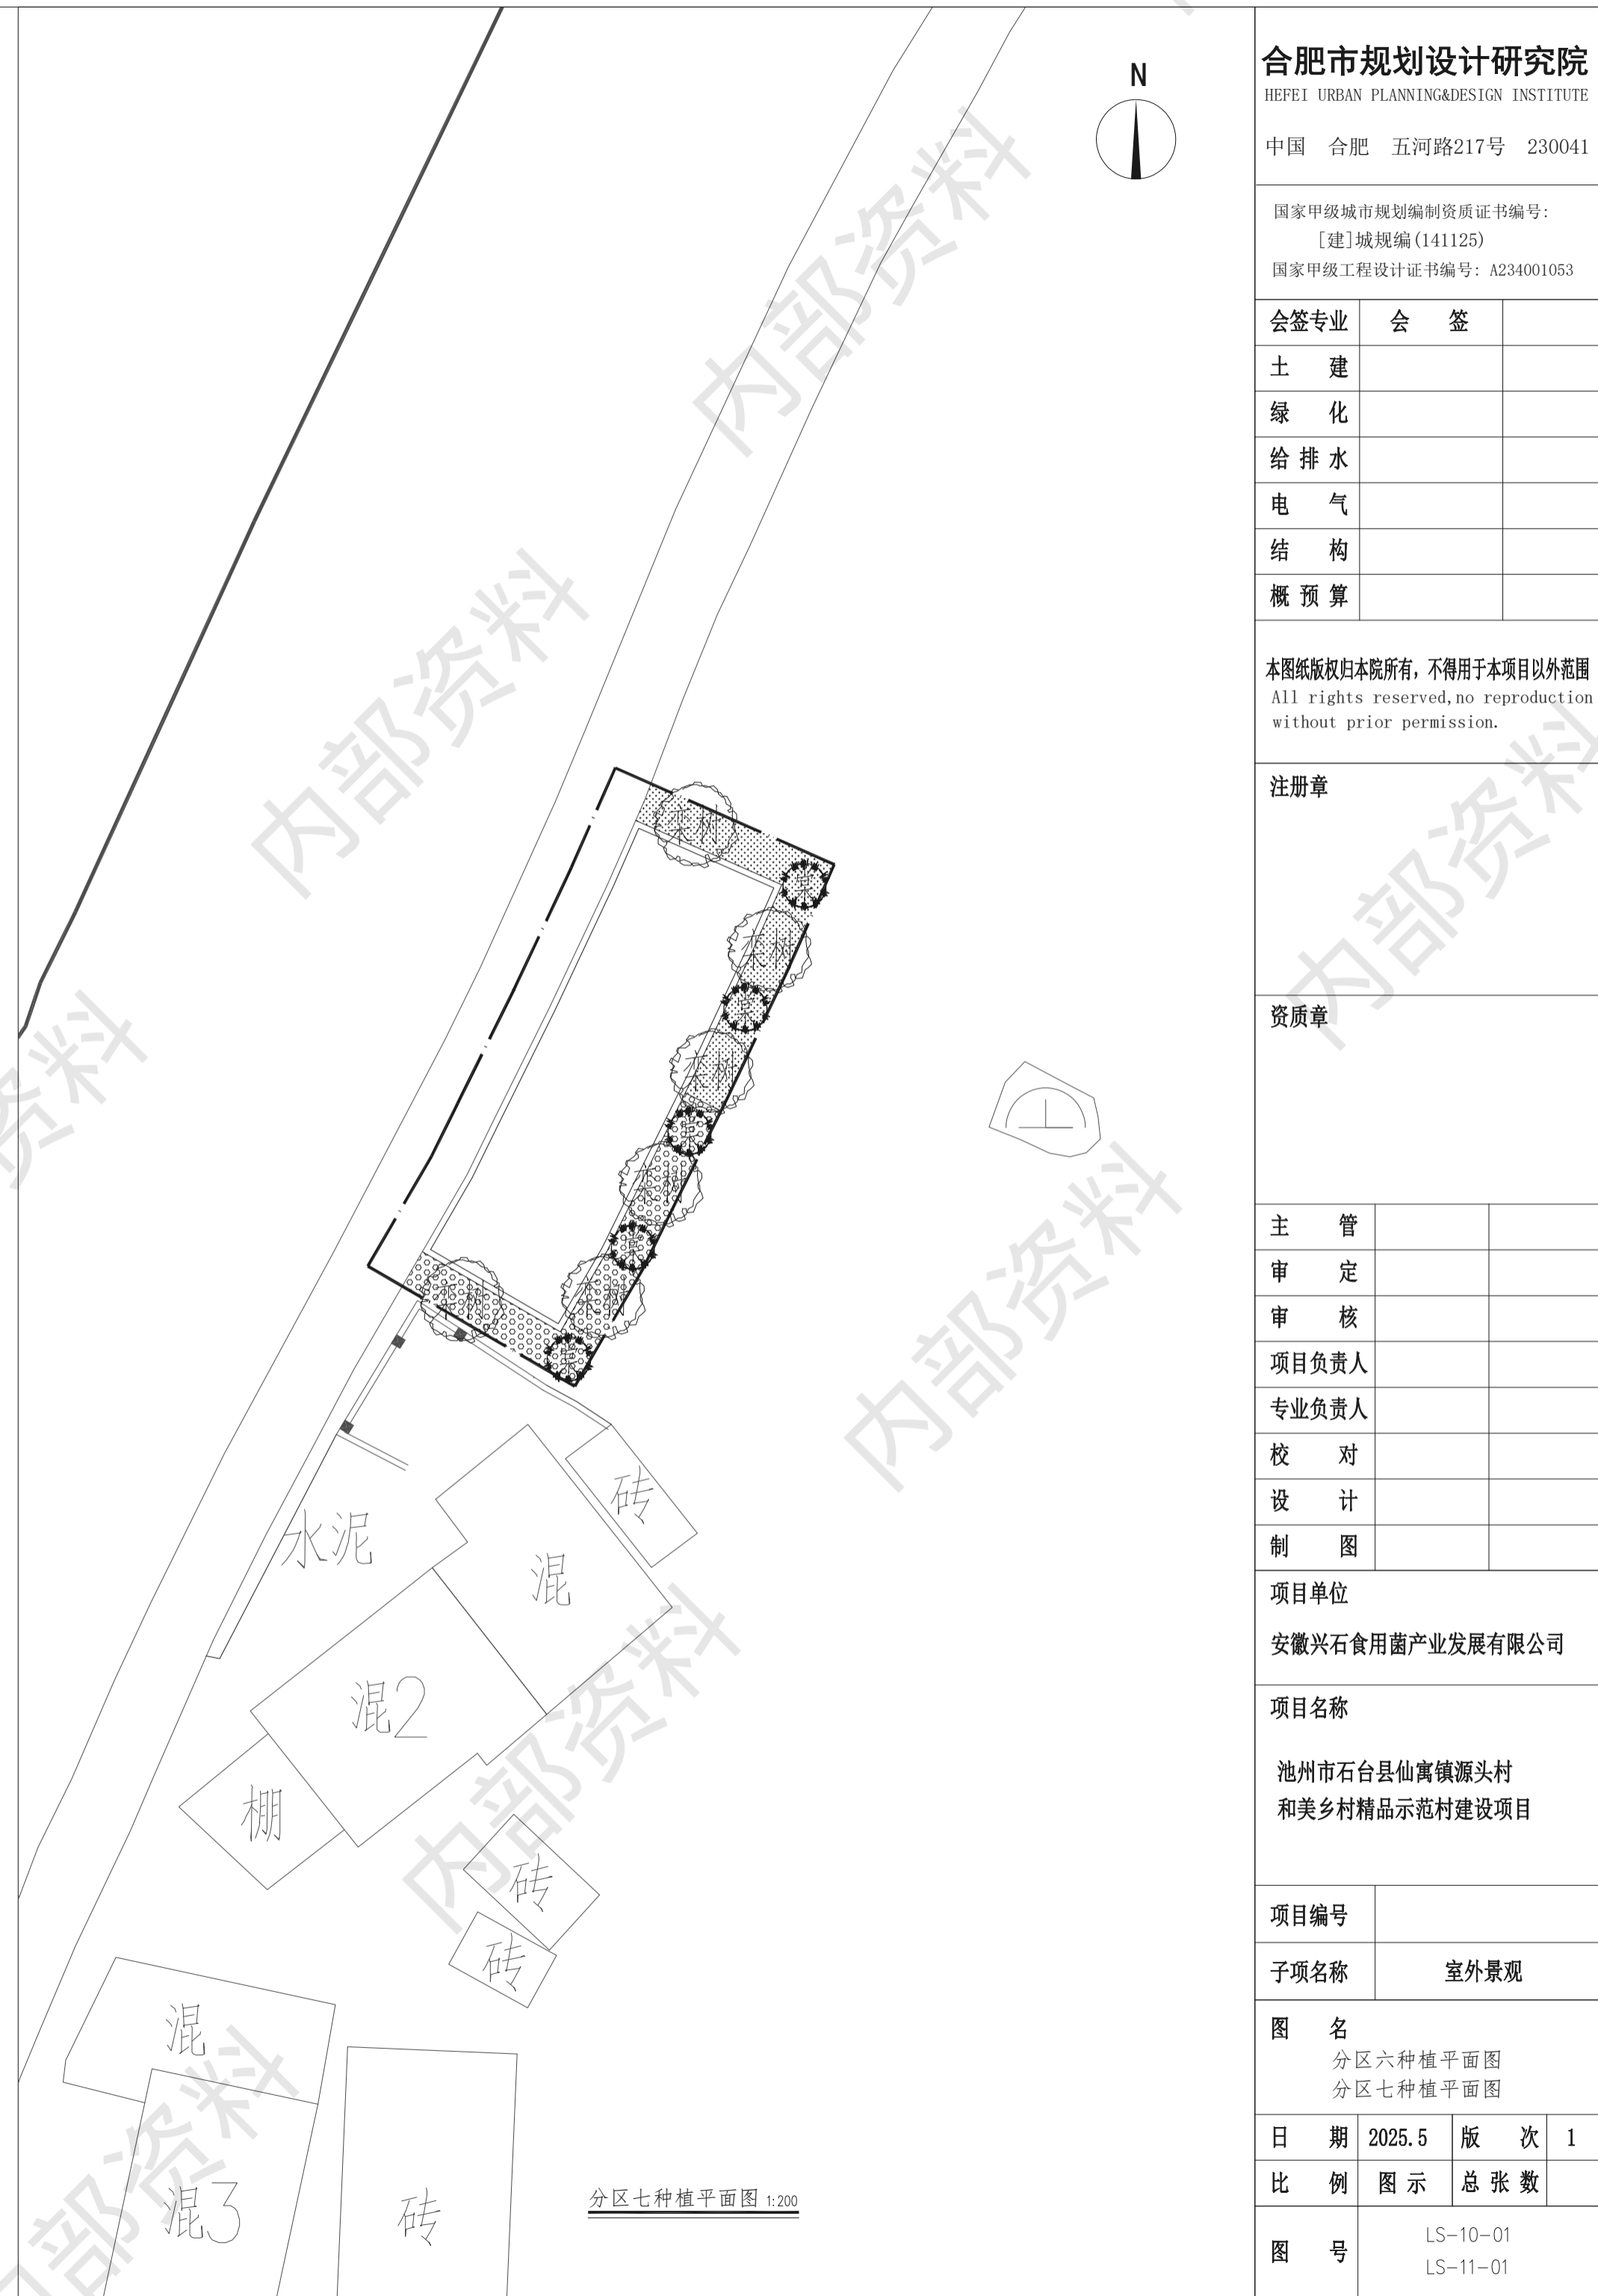 N
内部资料
内部资料
内部资料
资料
内部资料
内部资料
部资料
栾树
栾树
栾树
栾树
栾树
栾树
砖
水泥
混
混2
棚
砖
砖
混
混3
砖
分区七种植平面图 1:200
合肥市规划设计研究院
HEFEI URBAN PLANNING&DESIGN INSTITUTE
中国 合肥 五河路217号 230041
国家甲级城市规划编制资质证书编号:
[建]城规编(141125)
国家甲级工程设计证书编号: A234001053
会签专业 会 签
土 建
绿 化
给 排 水
电 气
结 构
概 预 算
本图纸版权归本院所有，不得用于本项目以外范围
All rights reserved,no reproduction
without prior permission.
注册章
资质章
主 管
审 定
审 核
项目负责人
专业负责人
校 对
设 计
制 图
项目单位
安徽兴石食用菌产业发展有限公司
项目名称
池州市石台县仙寓镇源头村
和美乡村精品示范村建设项目
项目编号
子项名称 室外景观
图 名
分区六种植平面图
分区七种植平面图
日 期 2025.5 版 次 1
比 例 图 示 总 张 数
图 号
LS-10-01
LS-11-01